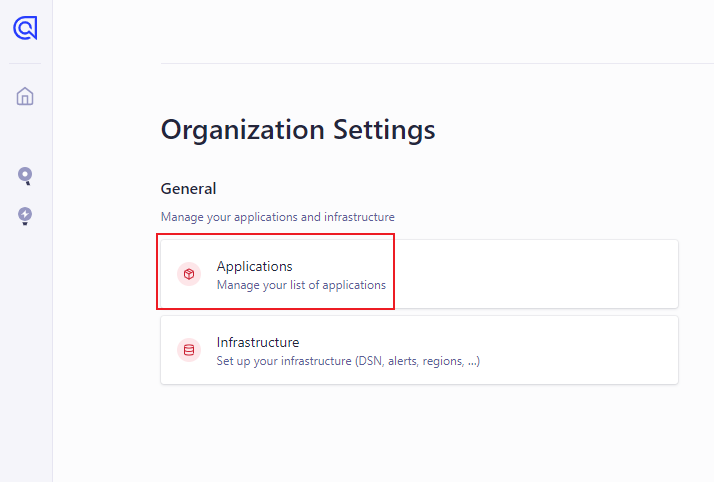 Organization Settings
General
Manage your applications and infrastructure
Applications
Manage your list of applications
Infrastructure
Set up your infrastructure (DSN, alerts, regions, ...)